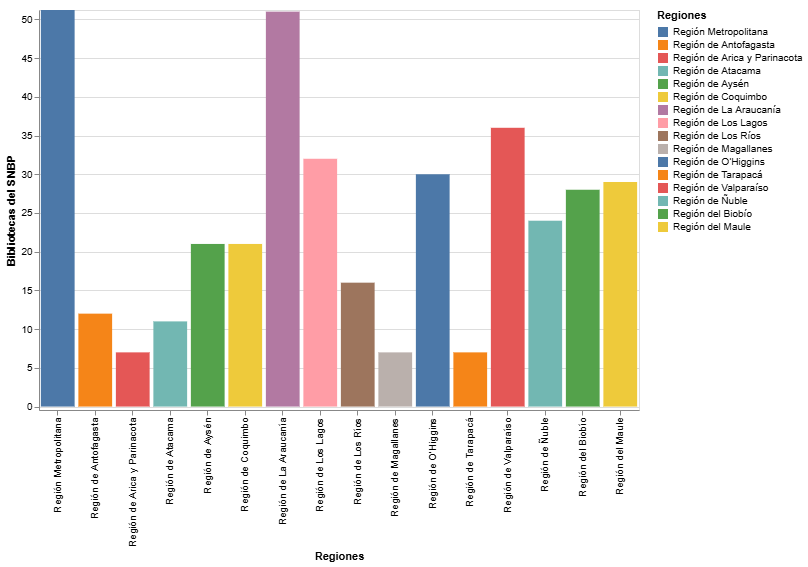 50
45
40
35
30
25
20
15
10
5
0
Bibliotecas del SNBP
Región Metropolitana
Región de Antofagasta
Región de Arica y Parinacota
Región de Atacama
Región de Aysén
Región de Coquimbo
Región de La Araucanía
Región de Los Lagos
Región de Los Ríos
Región de Magallanes
Región de O'Higgins
Región de Tarapacá
Región de Valparaíso
Región de Ñuble
Región del Biobío
Región del Maule
Regiones
Regiones
Región Metropolitana
Región de Antofagasta
Región de Arica y Parinacota
Región de Atacama
Región de Aysén
Región de Coquimbo
Región de La Araucanía
Región de Los Lagos
Región de Los Ríos
Región de Magallanes
Región de O'Higgins
Región de Tarapacá
Región de Valparaíso
Región de Ñuble
Región del Biobío
Región del Maule